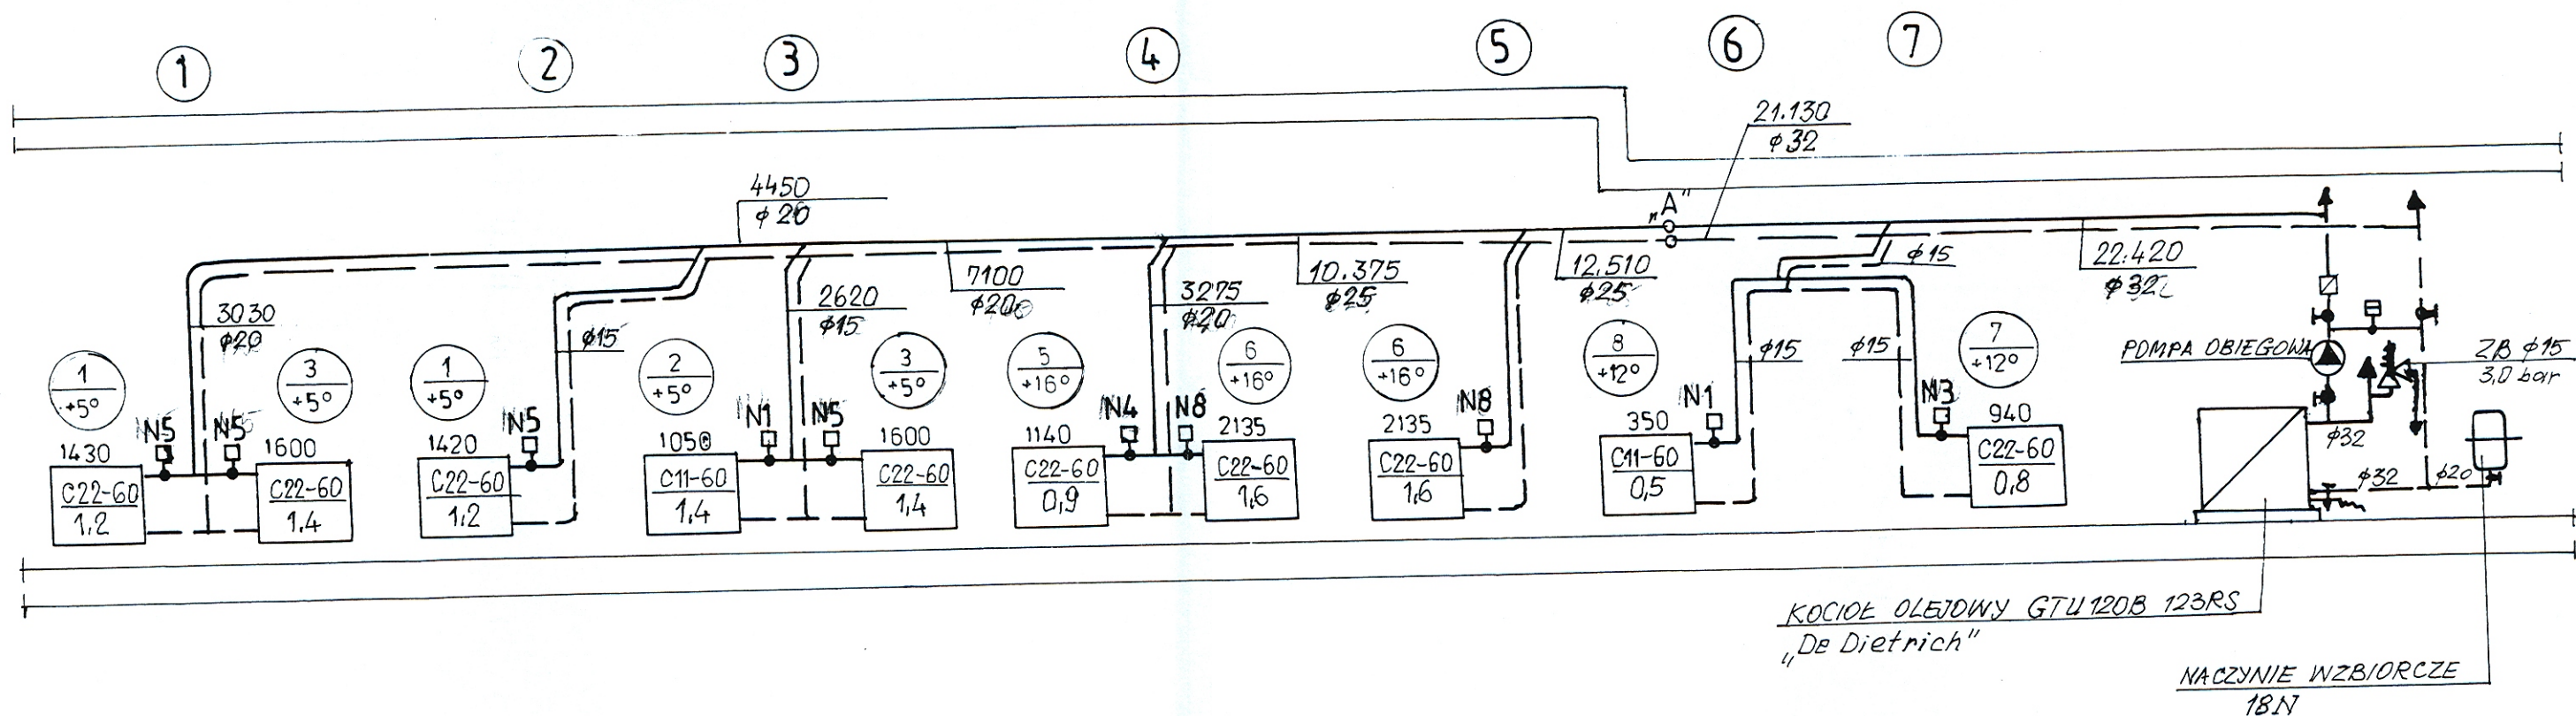 1 2 3 4 5 6 7
21.130
φ32
4450
φ20
„A”
3030
φ20
φ15
2620
φ15
7100
φ20
3275
φ20
10.375
φ25
12.510
φ25
φ15
22.420
φ32
1
+5°
3
+5°
1
+5°
2
+5°
3
+5°
5
+16°
6
+16°
6
+16°
8
+12°
φ15
φ15
7
+12°
POMPA OBIEGOWA
ZB φ15
3,0 bar
N5 N5 N5 N1 N5 N4 N8 N8 N1 N3
1430 1600 1420 1050 1600 1140 2135 2135 350 940
C22-60
1,2
C22-60
1,4
C22-60
1,2
C11-60
1,4
C22-60
1,4
C22-60
0,9
C22-60
1,6
C22-60
1,6
C11-60
0,5
C22-60
0,8
φ32
φ32
φ20
KOCIOŁ OLEJOWY GTU120B 123RS
„De Dietrich"
NACZYNIE WZBIORCZE
18N